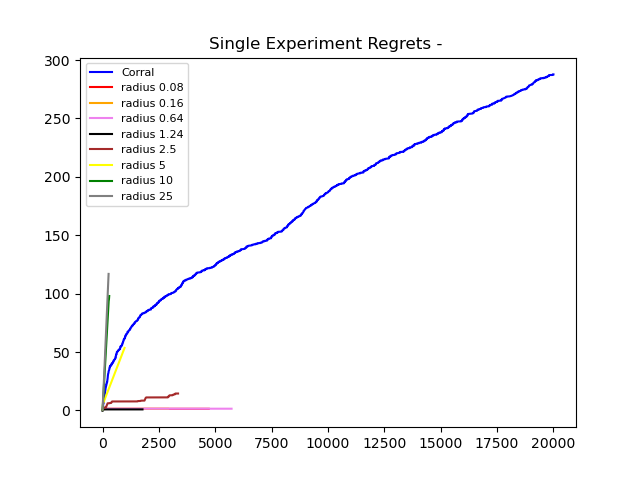 Single Experiment Regrets -
300
250
200
150
100
50
0
Corral
radius 0.08
radius 0.16
radius 0.64
radius 1.24
radius 2.5
radius 5
radius 10
radius 25
0 2500 5000 7500 10000 12500 15000 17500 20000